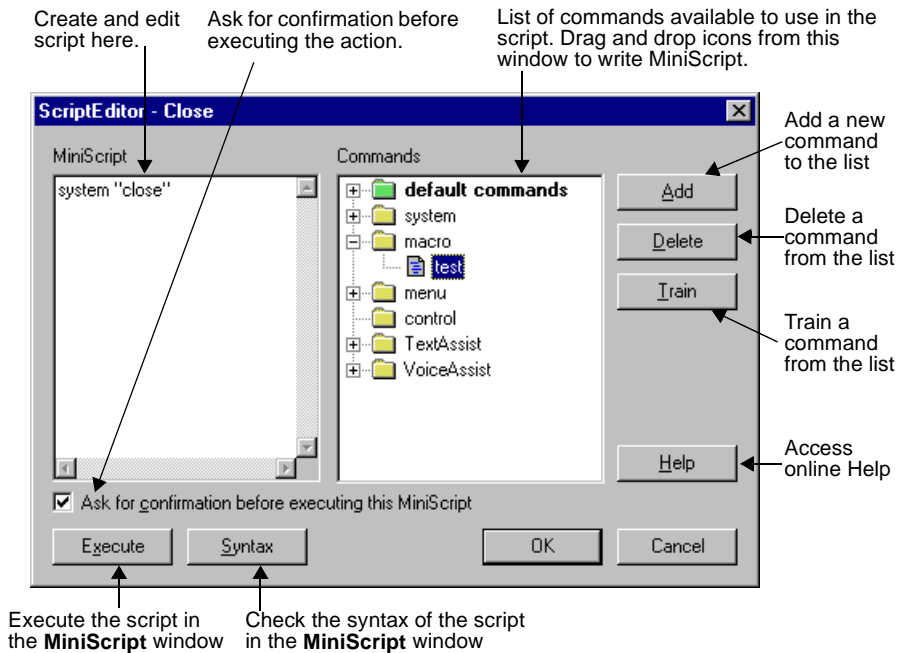 Create and edit
script here.
Ask for confirmation before
executing the action.
List of commands available to use in the
script. Drag and drop icons from this
window to write MiniScript.
ScriptEditor - Close
MiniScript
system "close"
Commands
default commands
system
macro
test
menu
control
TextAssist
VoiceAssist
Add
Delete
Train
Help
Add a new
command
to the list
Delete a
command
from the list
Train a
command
from the list
Access
online Help
Ask for confirmation before executing this MiniScript
Execute
Syntax
OK
Cancel
Execute the script in
the MiniScript window
Check the syntax of the script
in the MiniScript window